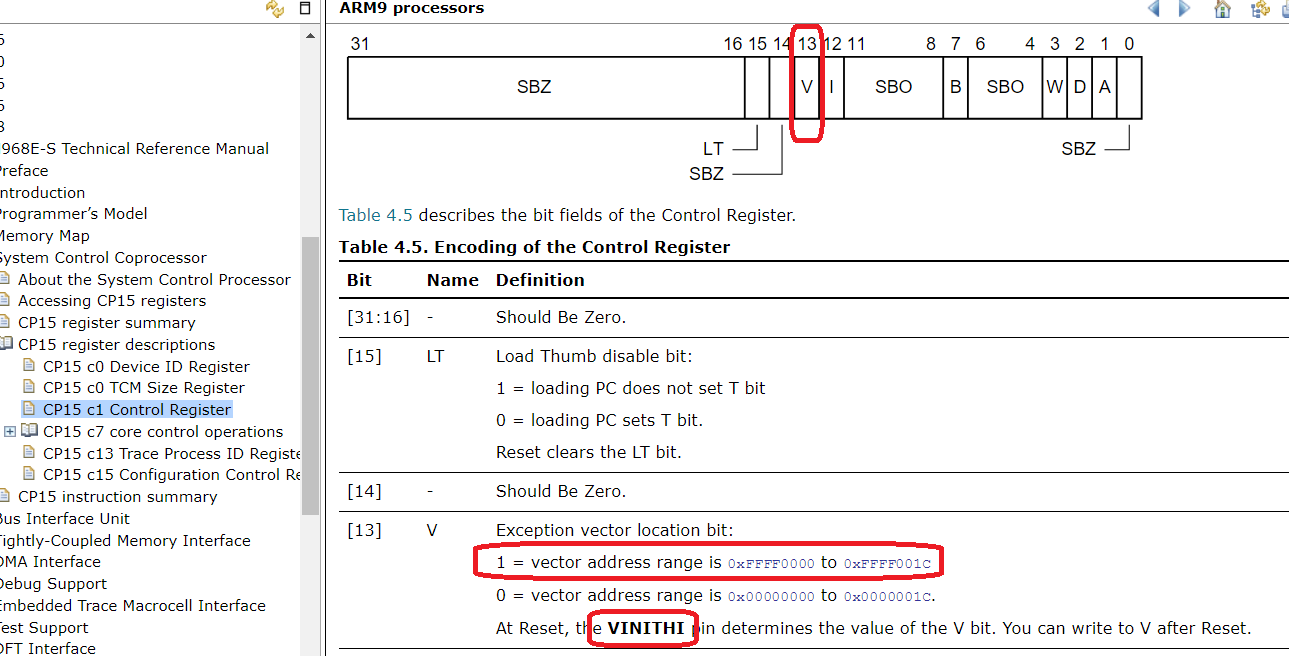 ARM9 processors
5
0
5
5
8
968E-S Technical Reference Manual
Preface
Introduction
Programmer's Model
Memory Map
System Control Coprocessor
About the System Control Processor
Accessing CP15 registers
CP15 register summary
CP15 register descriptions
CP15 c0 Device ID Register
CP15 c0 TCM Size Register
CP15 c1 Control Register
CP15 c7 core control operations
CP15 c13 Trace Process ID Registe
CP15 c15 Configuration Control Re
CP15 instruction summary
Bus Interface Unit
Tightly-Coupled Memory Interface
DMA Interface
Debug Support
Embedded Trace Macrocell Interface
Test Support
DFT Interface
31 16 15 14 13 12 11 8 7 6 4 3 2 1 0
SBZ V I SBO B SBO W D A
LT SBZ
SBZ
Table 4.5 describes the bit fields of the Control Register.
Table 4.5. Encoding of the Control Register
Bit Name Definition
[31:16] - Should Be Zero.
[15] LT Load Thumb disable bit:
1 = loading PC does not set T bit
0 = loading PC sets T bit.
Reset clears the LT bit.
[14] - Should Be Zero.
[13] V Exception vector location bit:
1 = vector address range is 0xFFFF0000 to 0xFFFF001C
0 = vector address range is 0x00000000 to 0x0000001C.
At Reset, the VINITHI pin determines the value of the V bit. You can write to V after Reset.